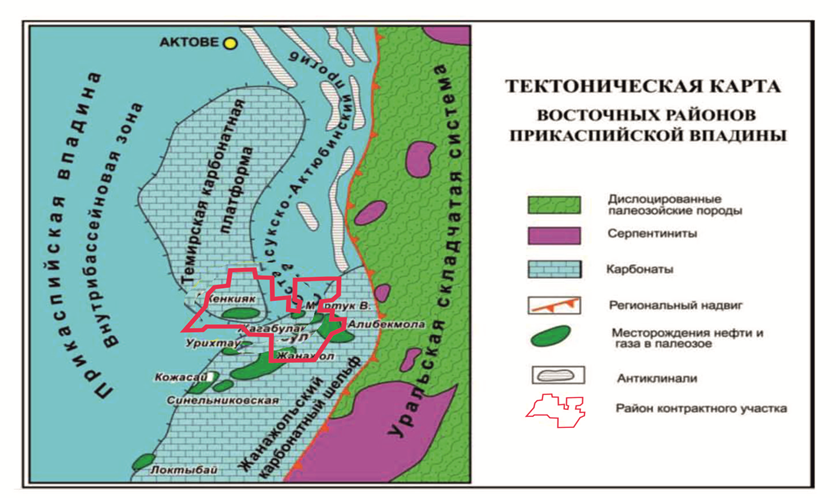 АКТОБЕ
ТЕКТОНИЧЕСКАЯ КАРТА
ВОСТОЧНЫХ РАЙОНОВ
ПРИКАСПИЙСКОЙ ВПАДИНЫ
Прикаспийская впадина
Внутрибассейновая зона
Темирская карбонатная
платформа
сукско-Актюбинский прогиб
Уральская складчатая система
Кенкияк
В.
Алибекмола
Урихтау
Жанажол
Кожасай
Синельниковская
Локтыбай
Жанажольский
карбонатный шельф
Дислоцированные
палеозойские породы
Серпентиниты
Карбонаты
Региональный надвиг
Месторождения нефти и
газа в палеозое
Антиклинали
Район контрактного участка